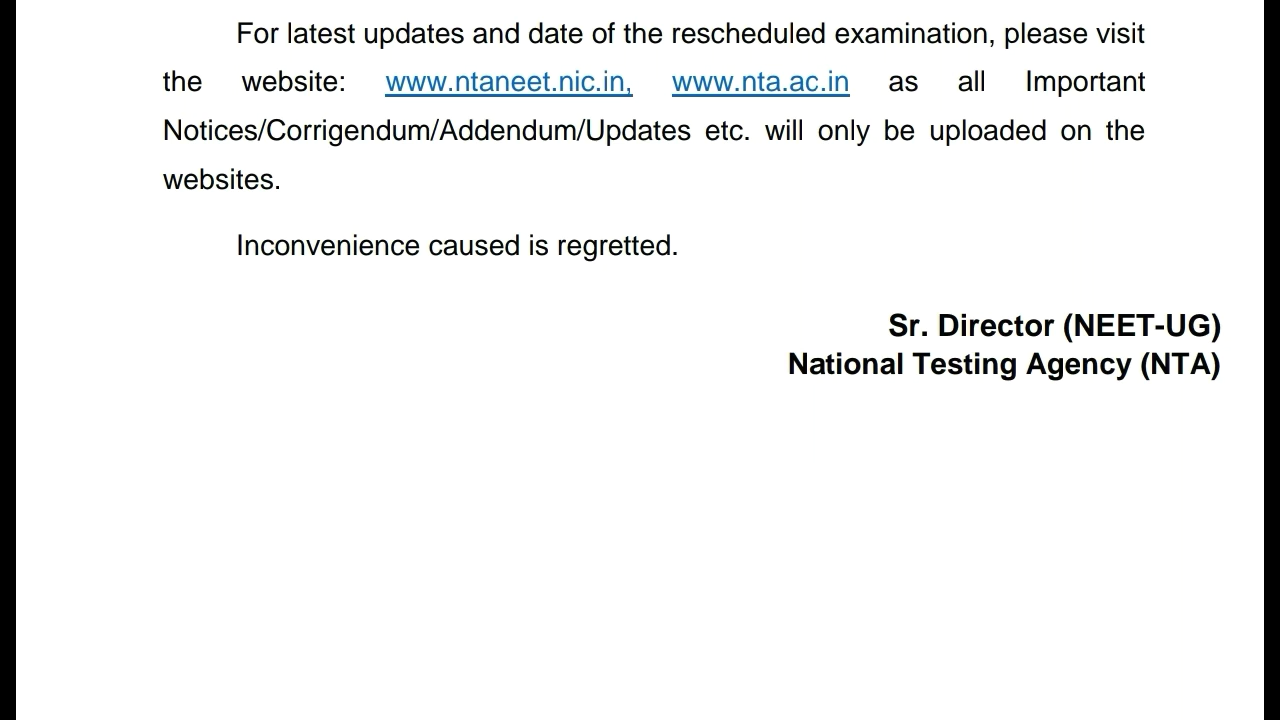 For latest updates and date of the rescheduled examination, please visit
the website: www.ntaneet.nic.in, www.nta.ac.in as all Important
Notices/Corrigendum/Addendum/Updates etc. will only be uploaded on the
websites.
Inconvenience caused is regretted.
Sr. Director (NEET-UG)
National Testing Agency (NTA)